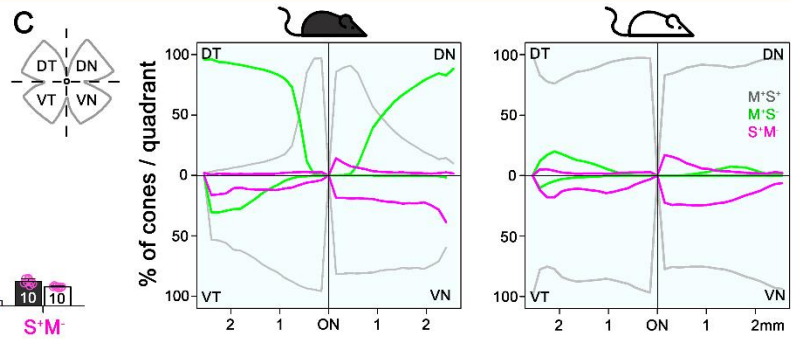 C
DT DN
VT VN
% of cones / quadrant
100
50
0
50
100
DT
DN
VT
VN
2 1 ON 1 2
100
50
0
50
100
DT
DN
M⁺S⁺
M⁺S⁻
S⁺M⁻
VT
VN
2 1 ON 1 2mm
10 10
S⁺M⁻